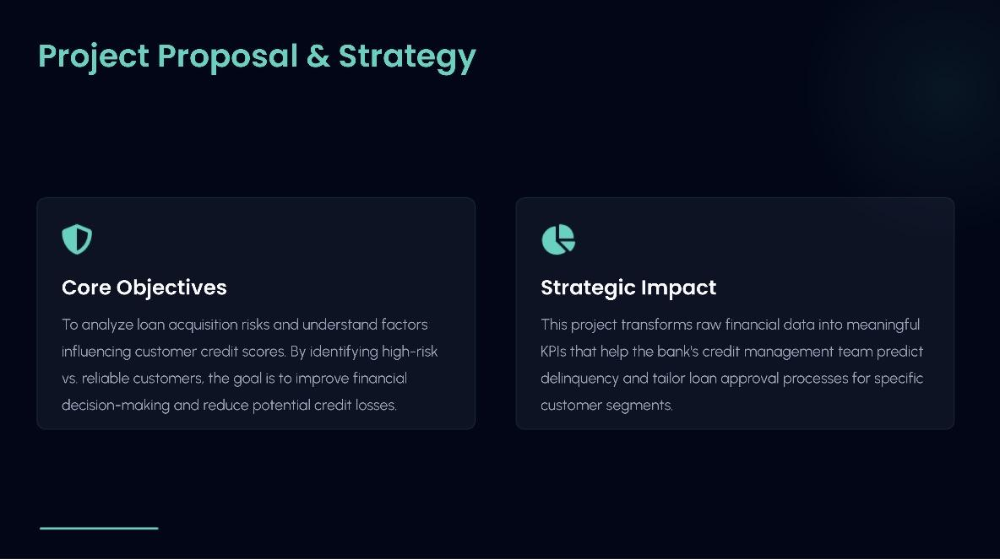 Project Proposal & Strategy
Core Objectives
To analyze loan acquisition risks and understand factors
influencing customer credit scores. By identifying high-risk
vs. reliable customers, the goal is to improve financial
decision-making and reduce potential credit losses.
Strategic Impact
This project transforms raw financial data into meaningful
KPIs that help the bank's credit management team predict
delinquency and tailor loan approval processes for specific
customer segments.